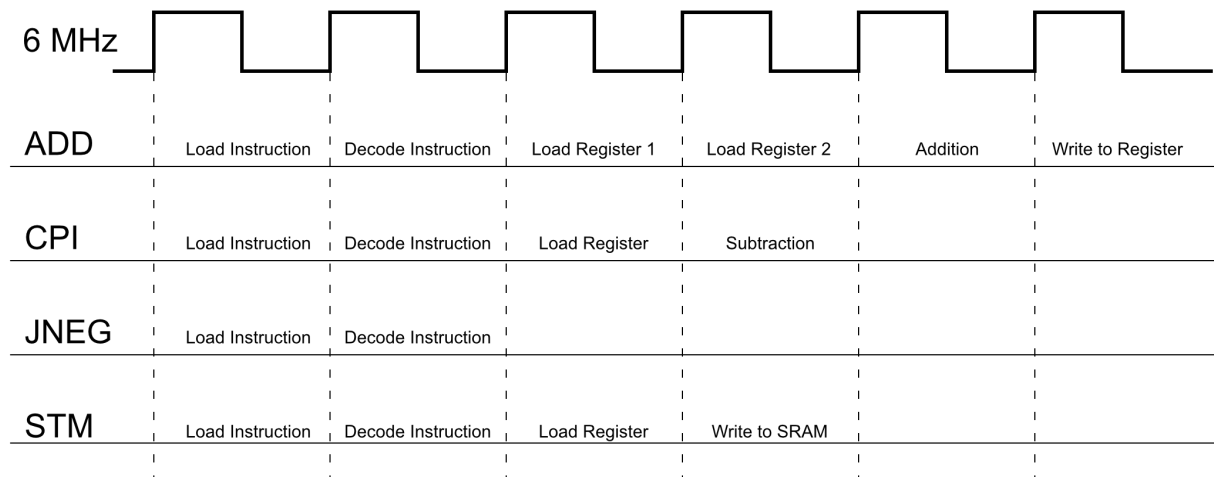 6 MHz
ADD Load Instruction Decode Instruction Load Register 1 Load Register 2 Addition Write to Register
CPI Load Instruction Decode Instruction Load Register Subtraction
JNEG Load Instruction Decode Instruction
STM Load Instruction Decode Instruction Load Register Write to SRAM